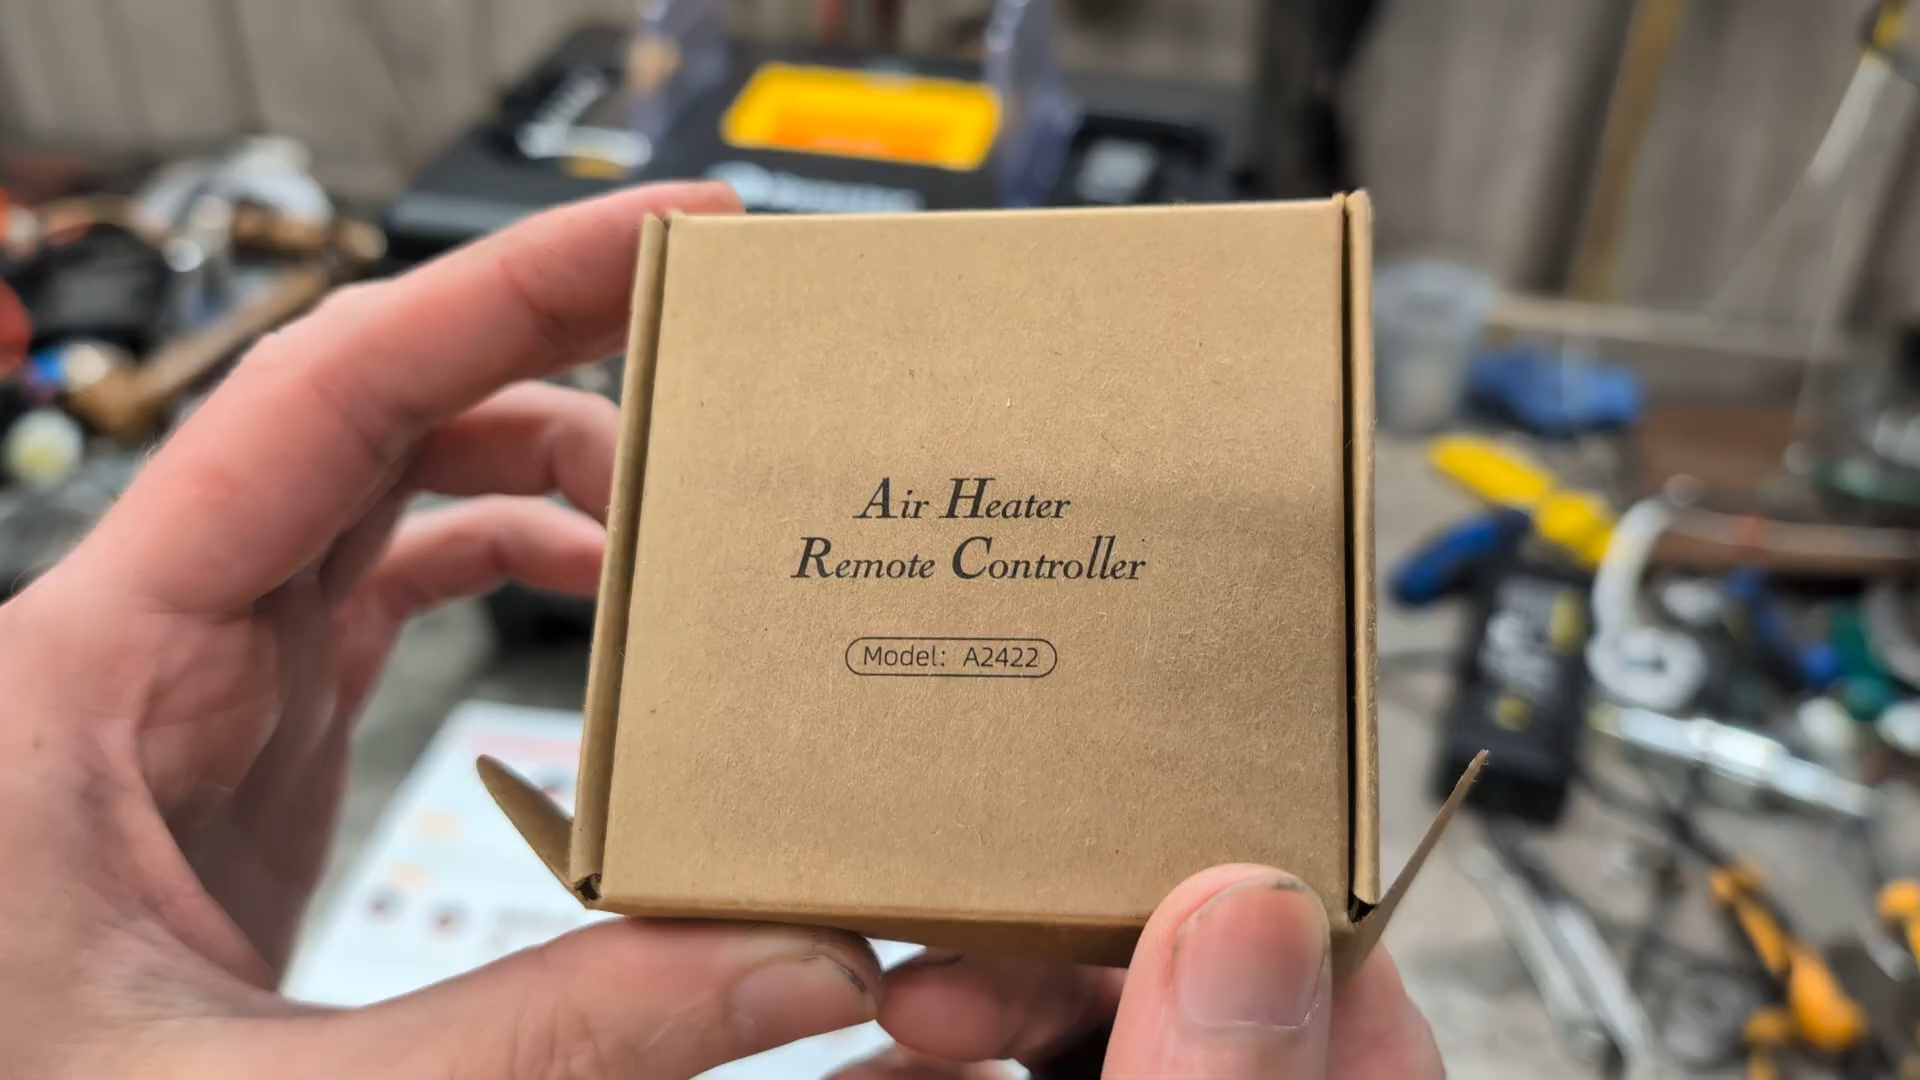 Air Heater
Remote Controller
Model: A2422